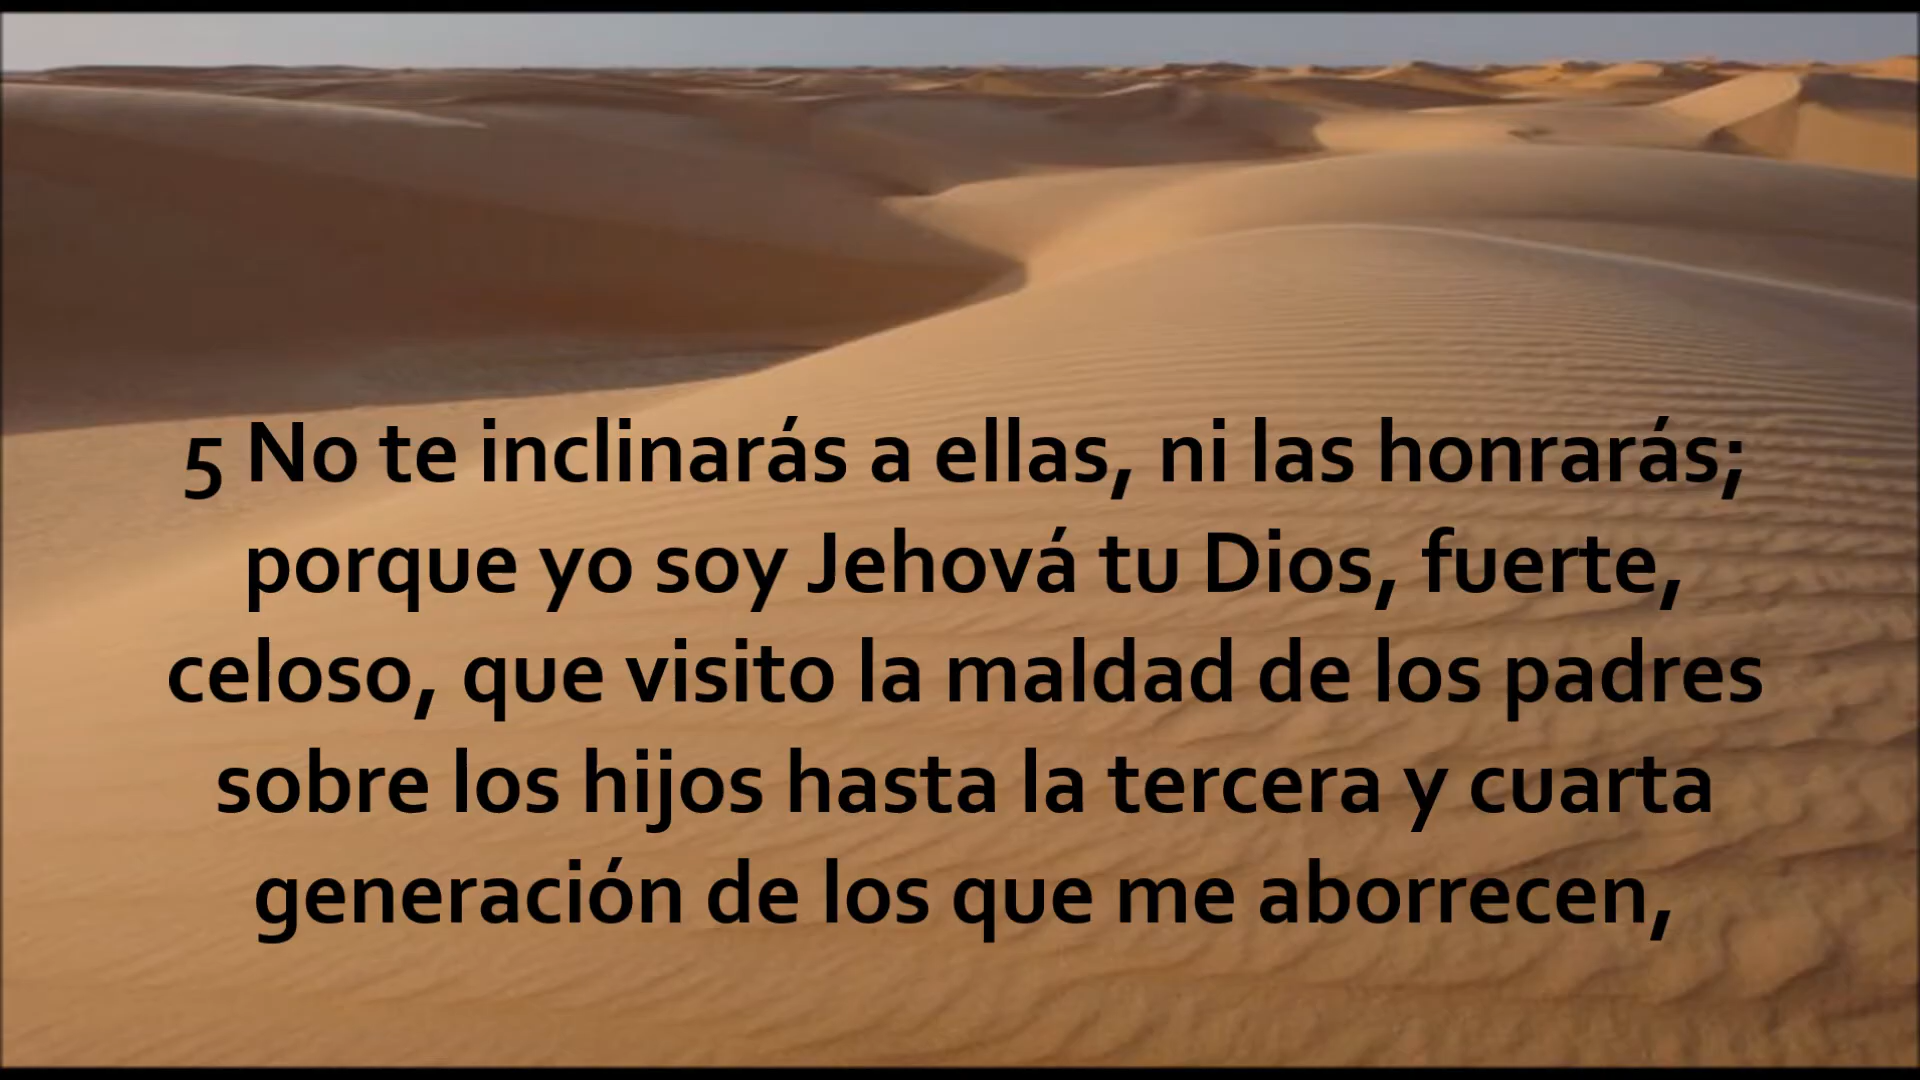 5 No te inclinarás a ellas, ni las honrarás;
porque yo soy Jehová tu Dios, fuerte,
celoso, que visito la maldad de los padres
sobre los hijos hasta la tercera y cuarta
generación de los que me aborrecen,